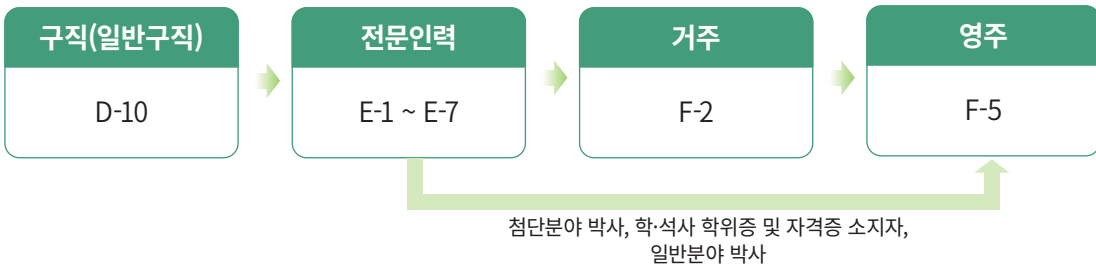 구직(일반구직)
전문인력
거주
영주
D-10
E-1 ~ E-7
F-2
F-5
첨단분야 박사, 학·석사 학위증 및 자격증 소지자,
일반분야 박사